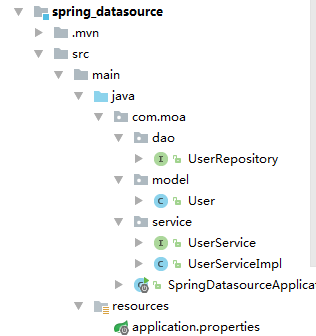 spring_datasource
.mvn
src
main
java
com.moa
dao
UserRepository
model
User
service
UserService
UserServiceImpl
SpringDatasourceApplicat
resources
application.properties